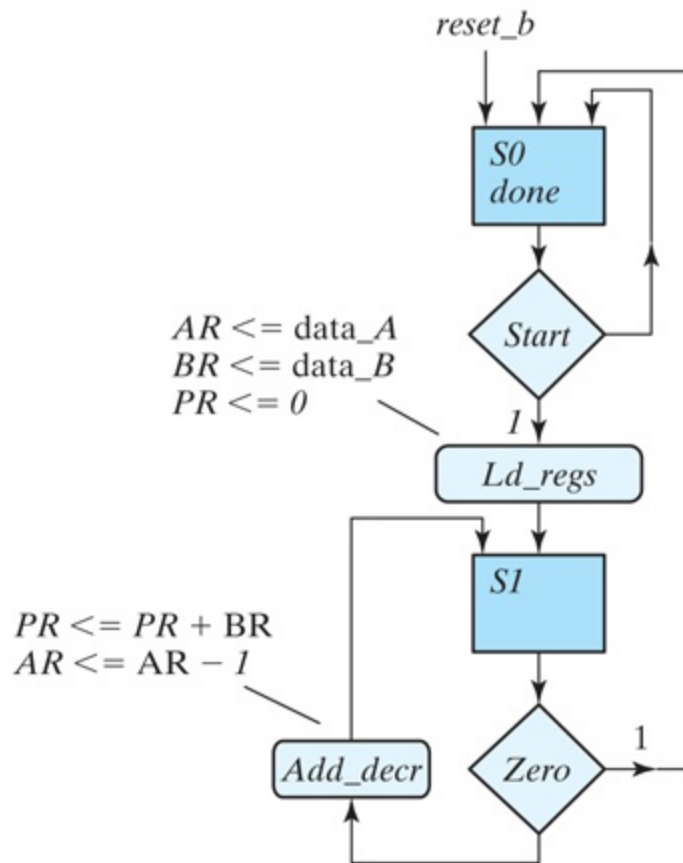 reset_b
S0
done
Start
AR <= data_A
BR <= data_B
PR <= 0
1
Ld_regs
S1
PR <= PR + BR
AR <= AR – 1
Add_decr
Zero
1